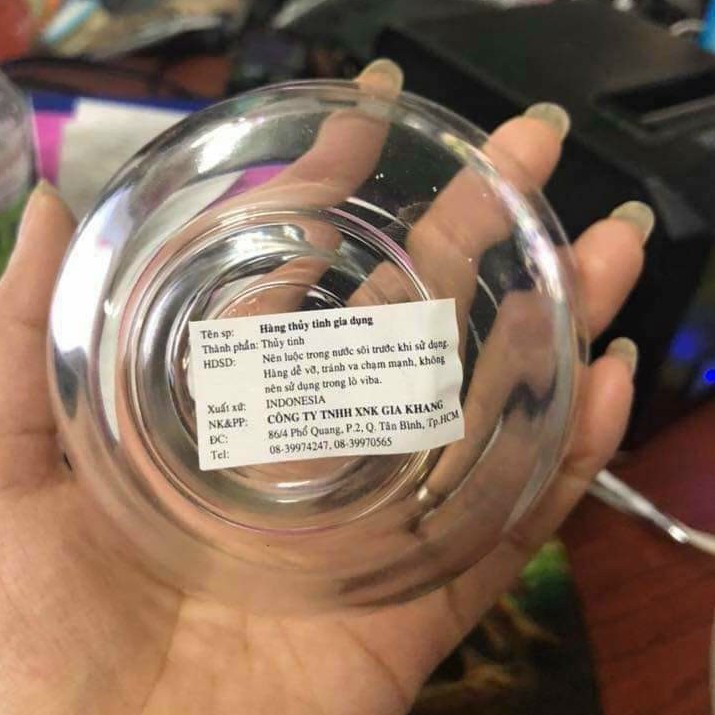 Tên sp: Hàng thủy tinh gia dụng
Thành phần: Thủy tinh
HDSD: Nên luộc trong nước sôi trước khi sử dụng.
Hàng dễ vỡ, tránh va chạm mạnh, không
nên sử dụng trong lò viba.
Xuất xứ: INDONESIA
NK&PP: CÔNG TY TNHH XNK GIA KHANG
ĐC: 86/4 Phổ Quang, P.2, Q. Tân Bình, Tp.HCM
Tel: 08-39974247, 08-39970565